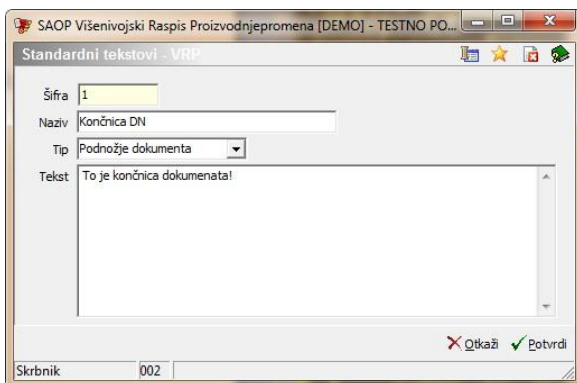 SAOP Višenivojski Raspis Proizvodnjepromena [DEMO] - TESTNO PO...
Standardni tekstovi - VRP
Šifra 1
Naziv Končnica DN
Tip Podnožje dokumenta
Tekst To je končnica dokumenata!
Otkaži Potvrdi
Skrbnik 002